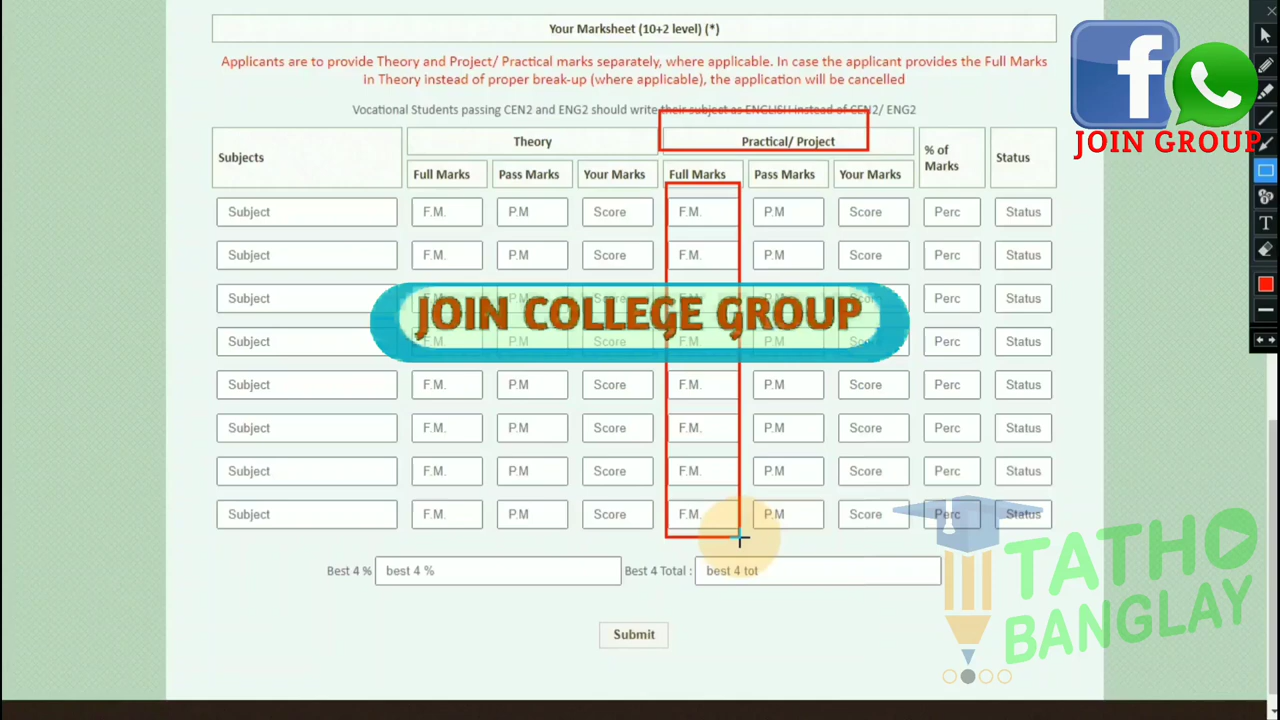 Your Marksheet (10+2 level) (*)
Applicants are to provide Theory and Project/ Practical marks separately, where applicable. In case the applicant provides the Full Marks
in Theory instead of proper break-up (where applicable), the application will be cancelled
Vocational Students passing CEN2 and ENG2 should write their subject as ENGLISH instead of CEN2/ ENG2
f
JOIN GROUP
Subjects Theory Practical/ Project % of Marks Status
Full Marks Pass Marks Your Marks Full Marks Pass Marks Your Marks
Subject F.M. P.M Score F.M. P.M Score Perc Status
Subject F.M. P.M Score F.M. P.M Score Perc Status
Subject F.M. P.M Score F.M. P.M Score Perc Status
JOIN COLLEGE GROUP
Subject F.M. P.M Score F.M. P.M Score Perc Status
Subject F.M. P.M Score F.M. P.M Score Perc Status
Subject F.M. P.M Score F.M. P.M Score Perc Status
Subject F.M. P.M Score F.M. P.M Score Perc Status
Subject F.M. P.M Score F.M. P.M Score Perc Status
Best 4 % best 4 % Best 4 Total : best 4 tot
Submit
TATHO
BANGLAY
T